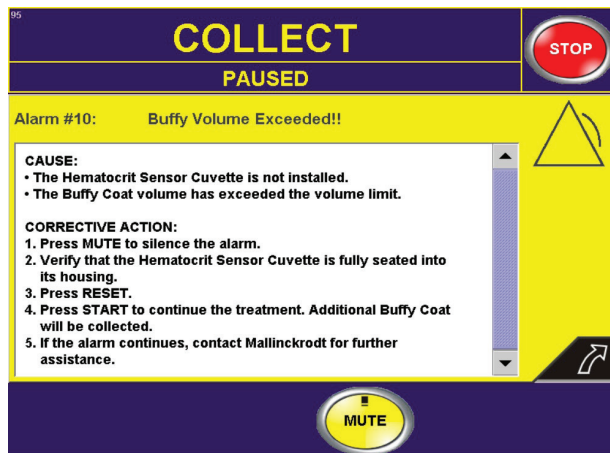 95
COLLECT
STOP
PAUSED
Alarm #10: Buffy Volume Exceeded!!
CAUSE:
• The Hematocrit Sensor Cuvette is not installed.
• The Buffy Coat volume has exceeded the volume limit.
CORRECTIVE ACTION:
1. Press MUTE to silence the alarm.
2. Verify that the Hematocrit Sensor Cuvette is fully seated into
its housing.
3. Press RESET.
4. Press START to continue the treatment. Additional Buffy Coat
will be collected.
5. If the alarm continues, contact Mallinckrodt for further
assistance.
MUTE